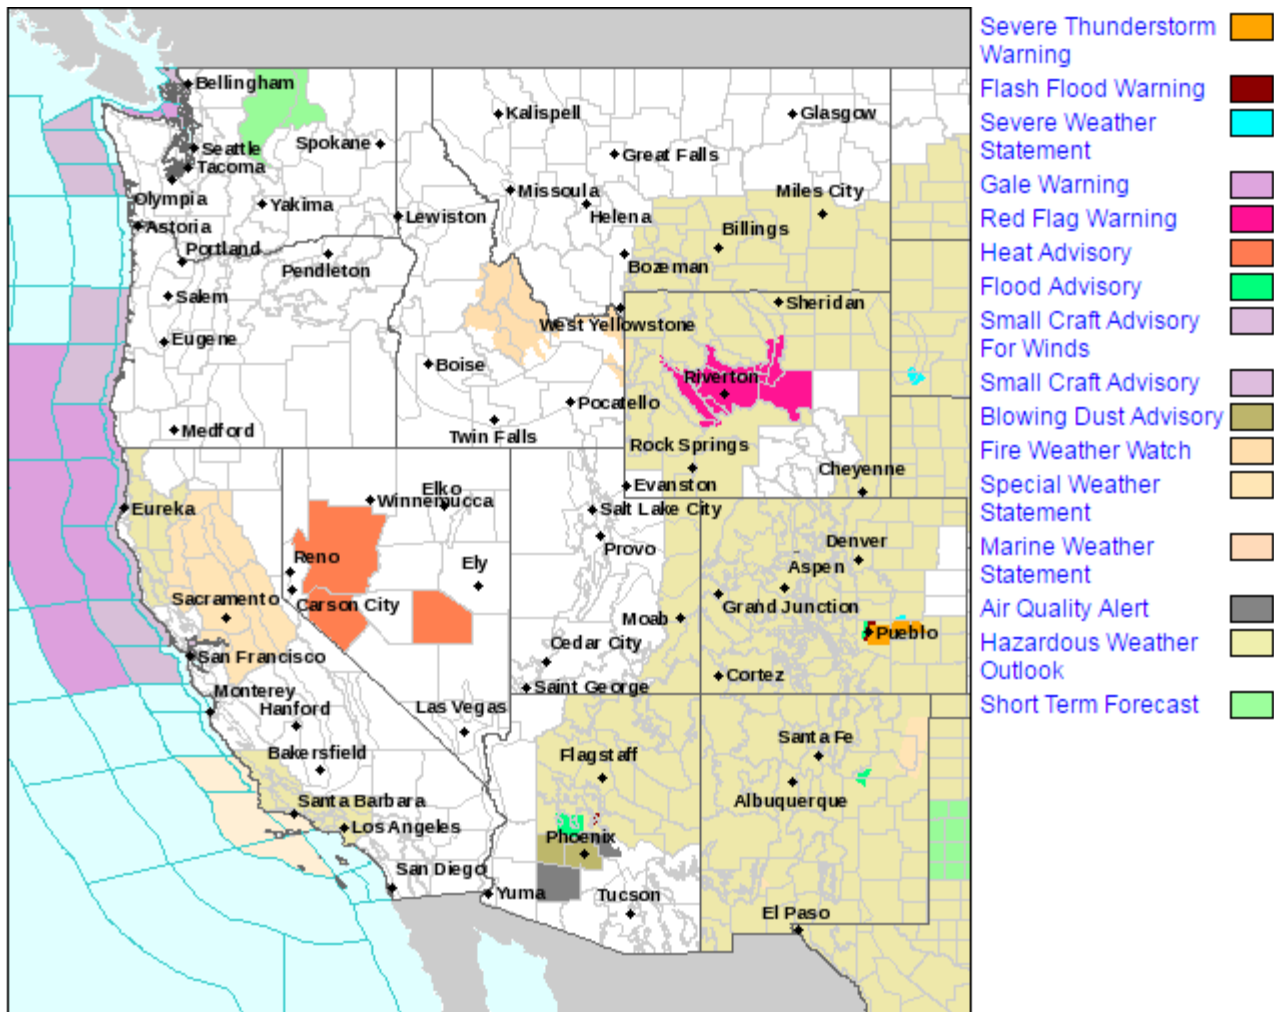 Bellingham
Seattle
Tacoma
Olympia
Spokane
Yakima
Astoria
Portland
Pendleton
Lewiston
Salem
Eugene
Medford
Kalispell
Glasgow
Great Falls
Missoula
Helena
Miles City
Billings
Bozeman
West Yellowstone
Sheridan
Boise
Pocatello
Twin Falls
Riverton
Rock Springs
Cheyenne
Evanston
Eureka
Elko
Winnemucca
Salt Lake City
Provo
Reno
Ely
Carson City
Sacramento
San Francisco
Denver
Aspen
Grand Junction
Moab
Pueblo
Cedar City
Cortez
Saint George
Monterey
Hanford
Las Vegas
Bakersfield
Santa Barbara
Los Angeles
San Diego
Flagstaff
Santa Fe
Albuquerque
Phoenix
Yuma
Tucson
El Paso
Severe Thunderstorm
Warning
Flash Flood Warning
Severe Weather
Statement
Gale Warning
Red Flag Warning
Heat Advisory
Flood Advisory
Small Craft Advisory
For Winds
Small Craft Advisory
Blowing Dust Advisory
Fire Weather Watch
Special Weather
Statement
Marine Weather
Statement
Air Quality Alert
Hazardous Weather
Outlook
Short Term Forecast